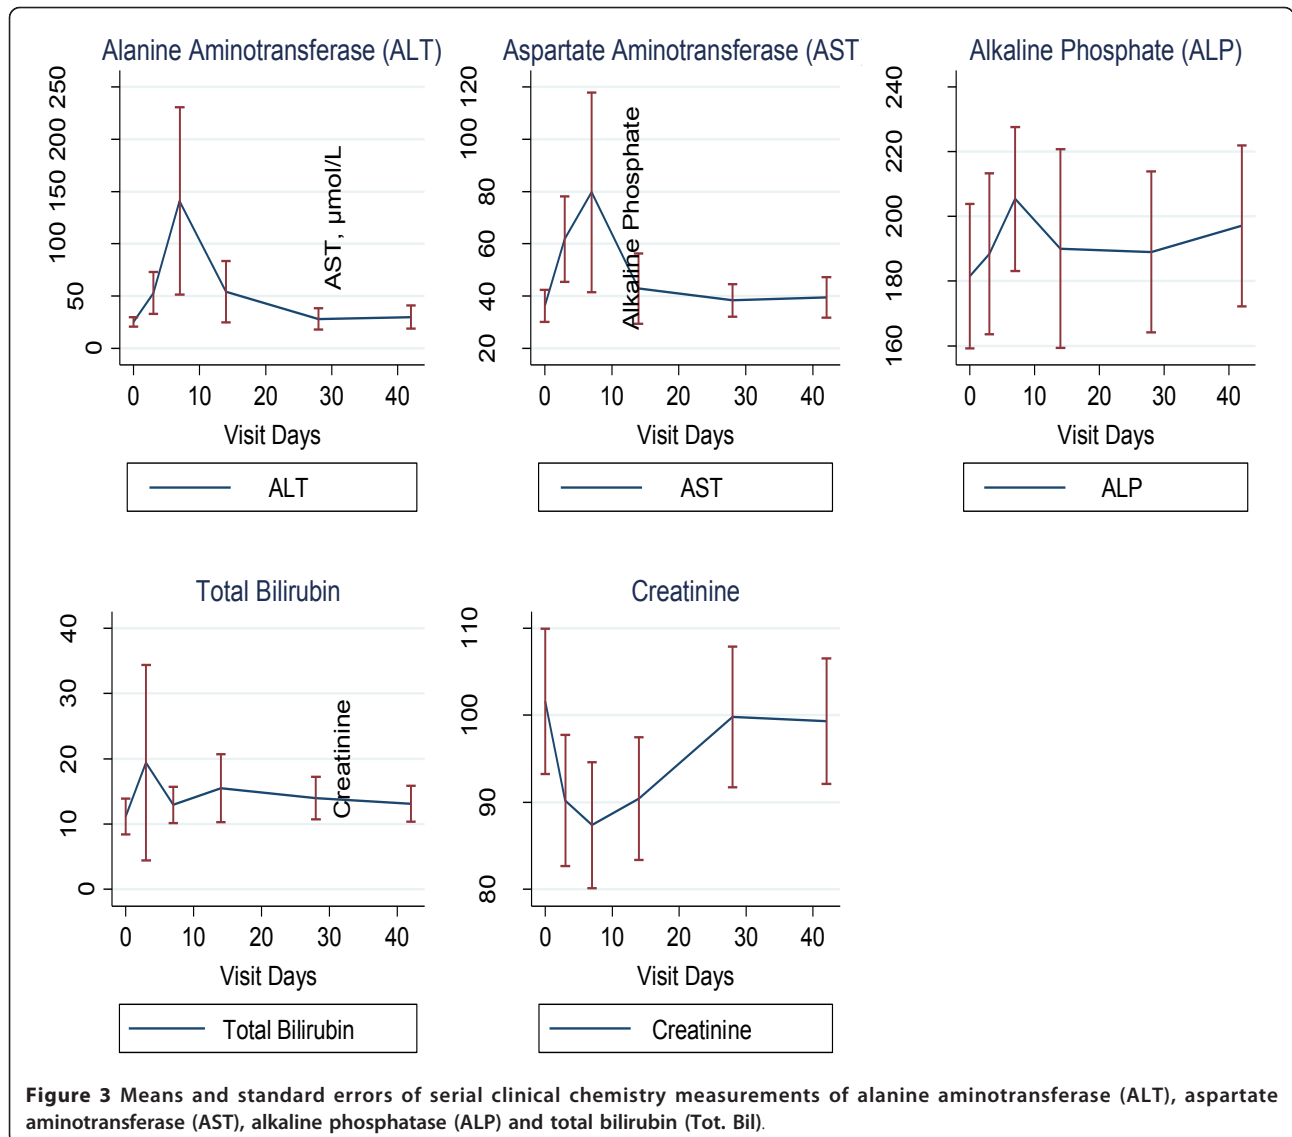 Alanine Aminotransferase (ALT)
250
200
150
100
50
0
AST, µmol/L
0 10 20 30 40
Visit Days
ALT
Aspartate Aminotransferase (AST
120
100
80
60
40
20
Alkaline Phosphate
0 10 20 30 40
Visit Days
AST
Alkaline Phosphate (ALP)
240
220
200
180
160
0 10 20 30 40
Visit Days
ALP
Total Bilirubin
40
30
20
10
0
Creatinine
0 10 20 30 40
Visit Days
Total Bilirubin
Creatinine
110
100
90
80
0 10 20 30 40
Visit Days
Creatinine
Figure 3 Means and standard errors of serial clinical chemistry measurements of alanine aminotransferase (ALT), aspartate
aminotransferase (AST), alkaline phosphatase (ALP) and total bilirubin (Tot. Bil).